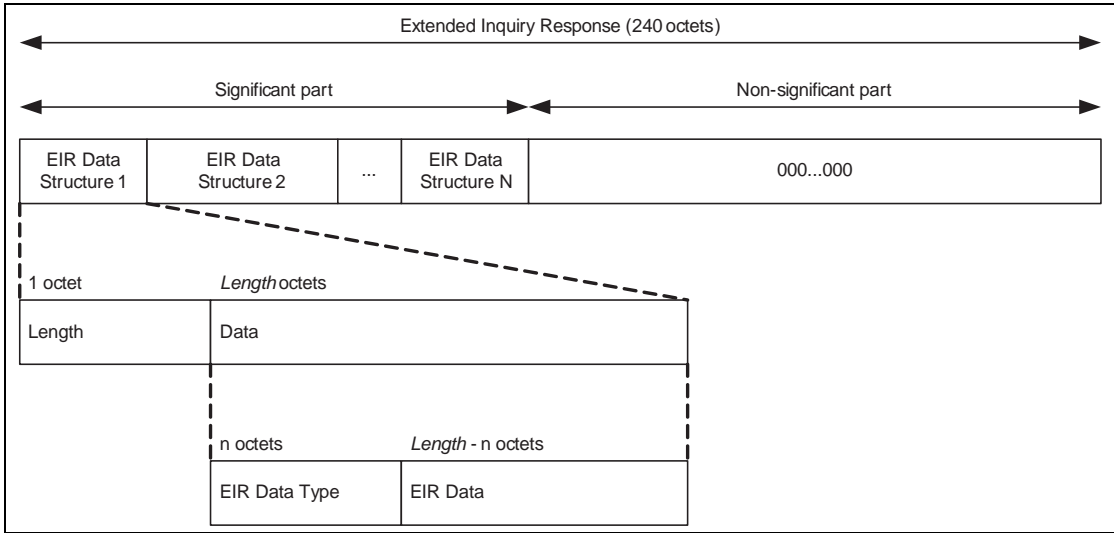 Extended Inquiry Response (240 octets)
Significant part
Non-significant part
EIR Data
Structure 1
EIR Data
Structure 2
...
EIR Data
Structure N
000...000
1 octet
Length octets
Length
Data
n octets
Length - n octets
EIR Data Type
EIR Data